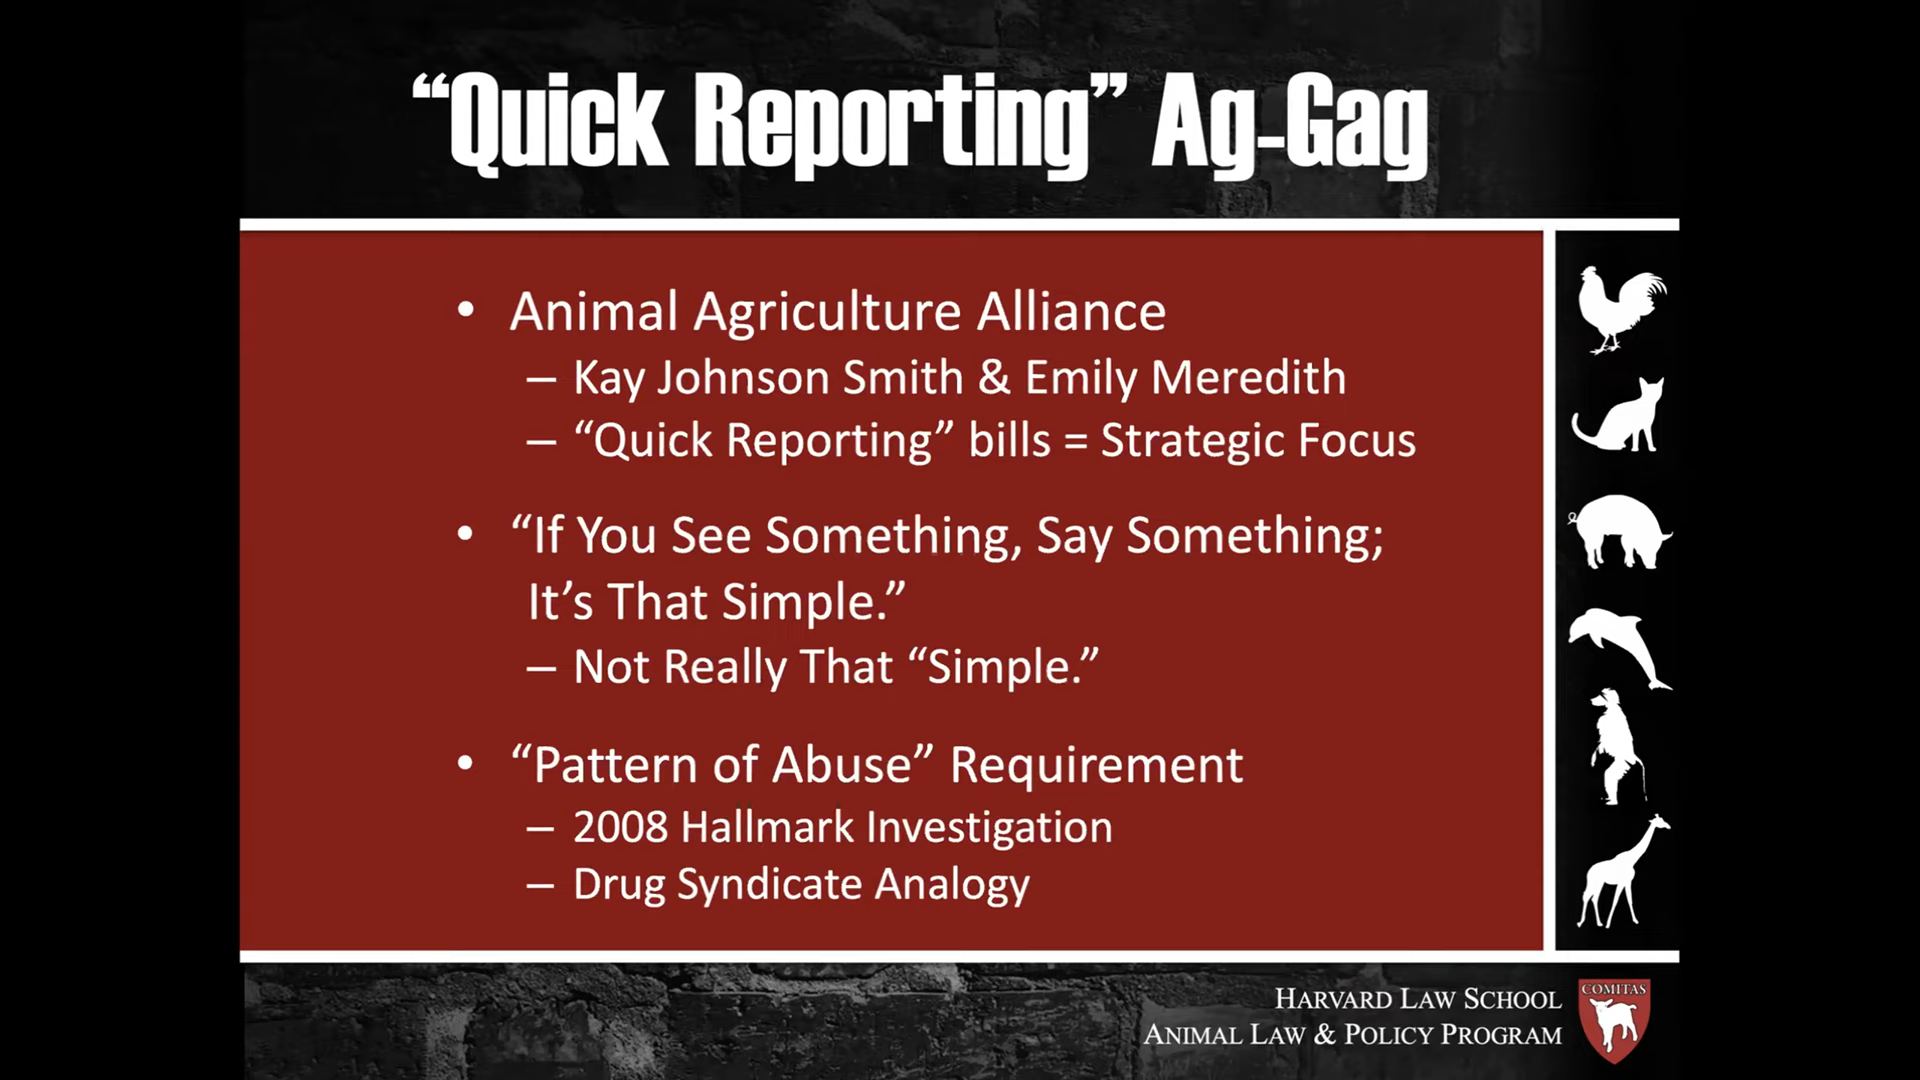 “Quick Reporting” Ag-Gag
• Animal Agriculture Alliance
– Kay Johnson Smith & Emily Meredith
– “Quick Reporting” bills = Strategic Focus
• “If You See Something, Say Something;
It’s That Simple.”
– Not Really That “Simple.”
• “Pattern of Abuse” Requirement
– 2008 Hallmark Investigation
– Drug Syndicate Analogy
HARVARD LAW SCHOOL
ANIMAL LAW & POLICY PROGRAM
COMITAS